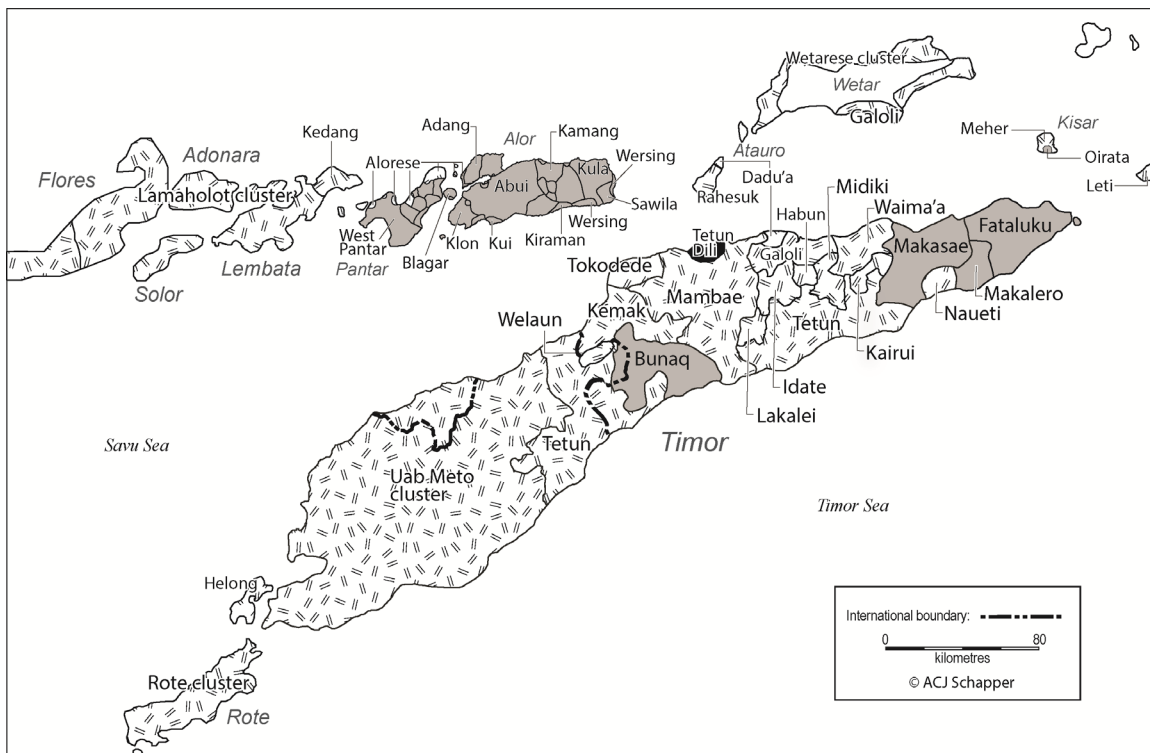 Wetarese cluster
Wetar
Galoli
Kedang
Adang
Alor
Kamang
Meher
Kisar
Adonara
Alorese
Wersing
Atauro
Oirata
Flores
Kula
Dadu'a
Midiki
Leti
Lamaholot cluster
Abui
Sawila
Rahesuk
Habun
Waima'a
West
Pantar
Klon
Kui
Kiraman
Wersing
Fataluku
Pantar
Blagar
Tetun
Dili
Galoli
Makasae
Lembata
Solor
Tokodede
Mambae
Makalero
Kemak
Tetun
Naueti
Welaun
Bunaq
Kairui
Idate
Lakalei
Savu Sea
Tetun
Timor
Uab Meto
cluster
Timor Sea
Helong
International boundary:
0 80
kilometres
© ACJ Schapper
Rote cluster
Rote